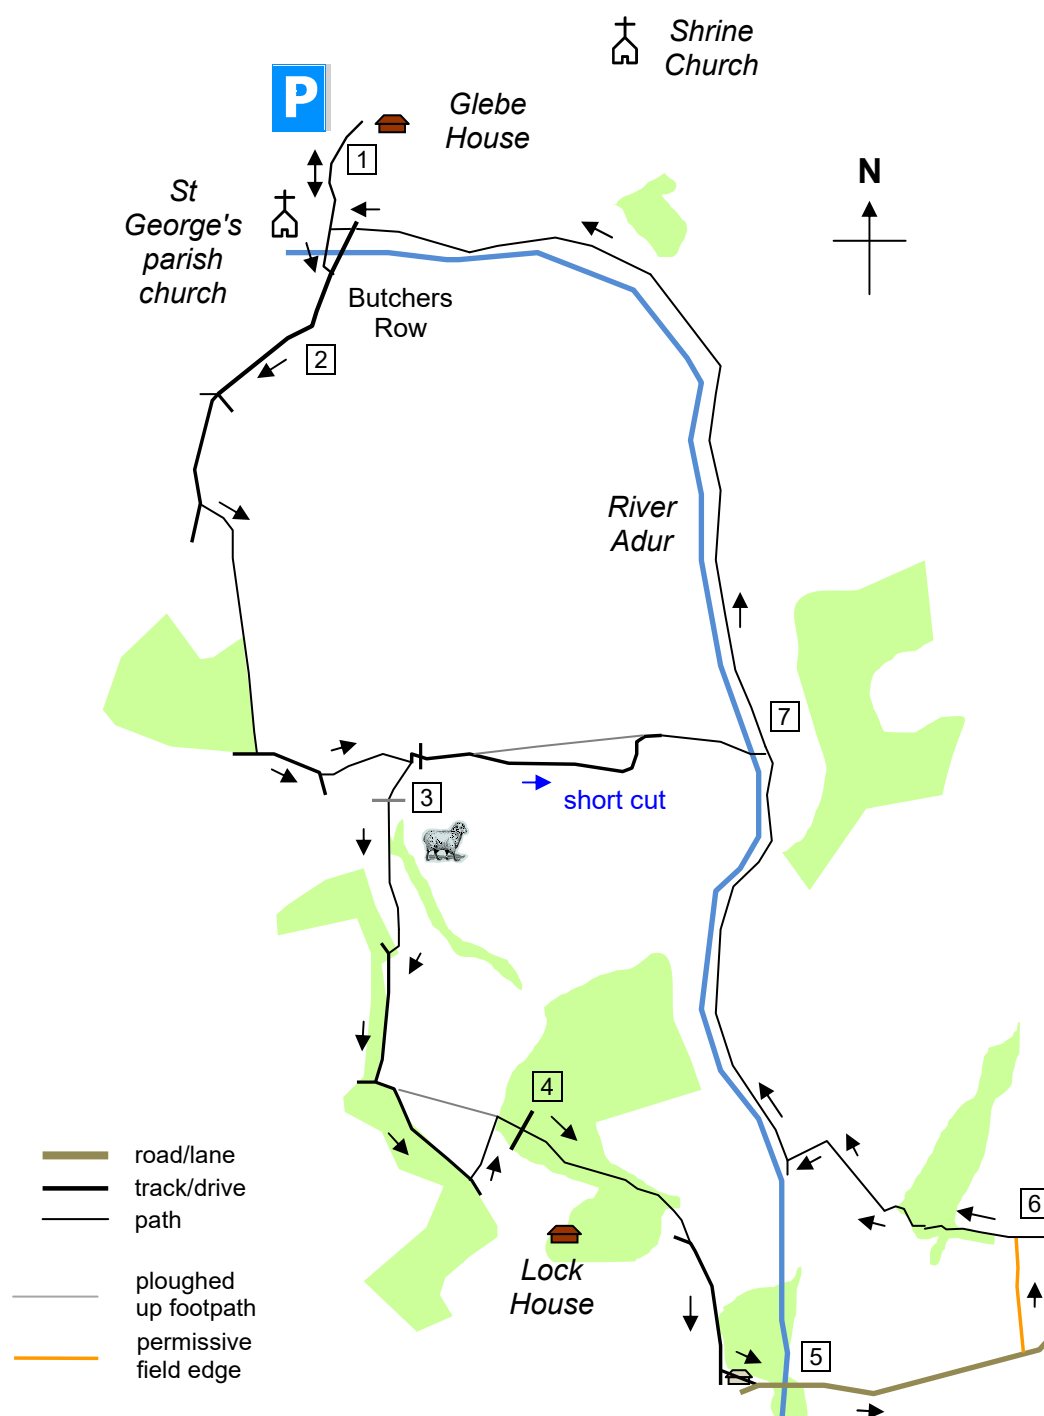 Shrine
Church
P
Glebe
House
1
N
St
George's
parish
church
Butchers
Row
2
River
Adur
7
3
short cut
4
road/lane
track/drive
path
6
Lock
House
ploughed
up footpath
permissive
field edge
5